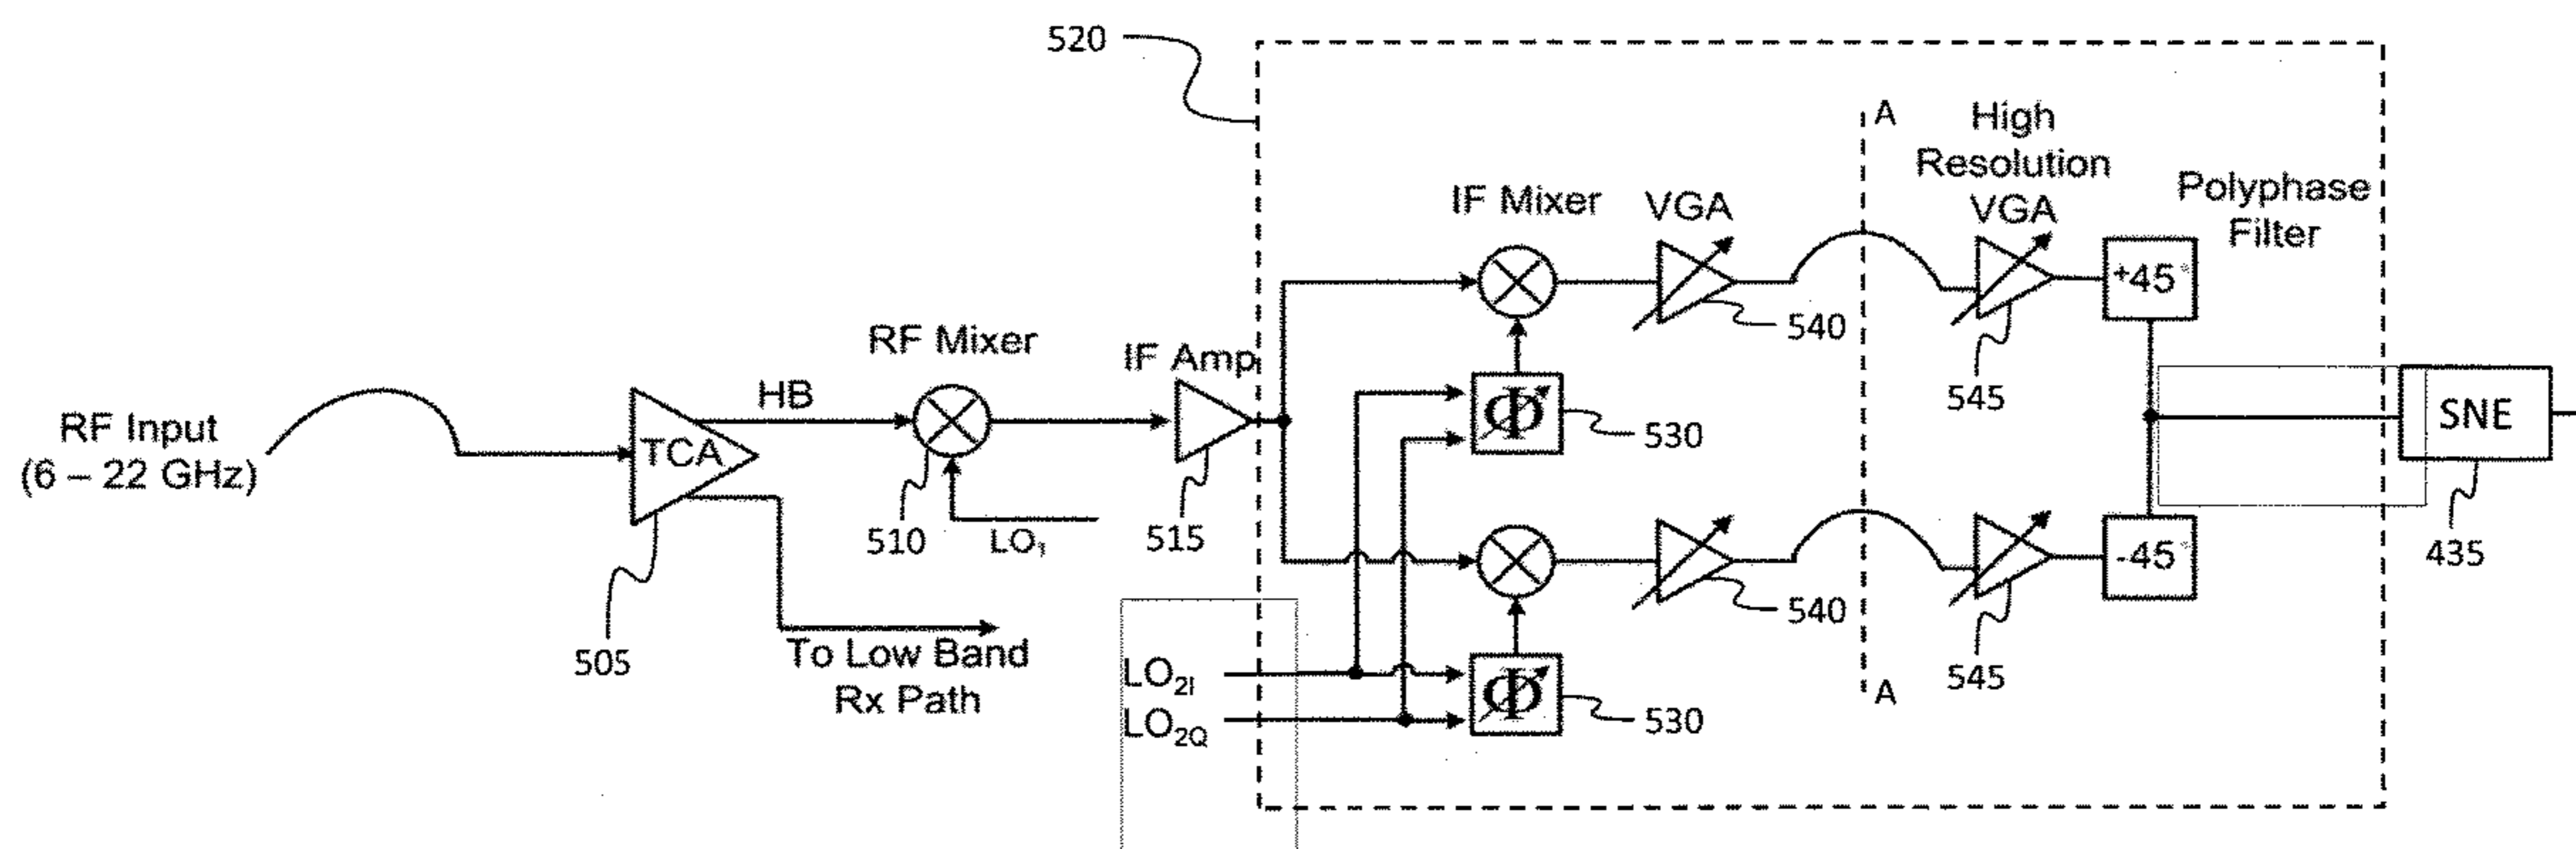 520
A
High
Resolution
VGA
Polyphase
Filter
IF Mixer
VGA
+45°
540
545
RF Mixer
IF Amp
HB
RF Input
(6 – 22 GHz)
TCA
Φ
530
SNE
510
LO₁
515
435
-45°
505
To Low Band
Rx Path
540
545
LO₂I
LO₂Q
Φ
530
A